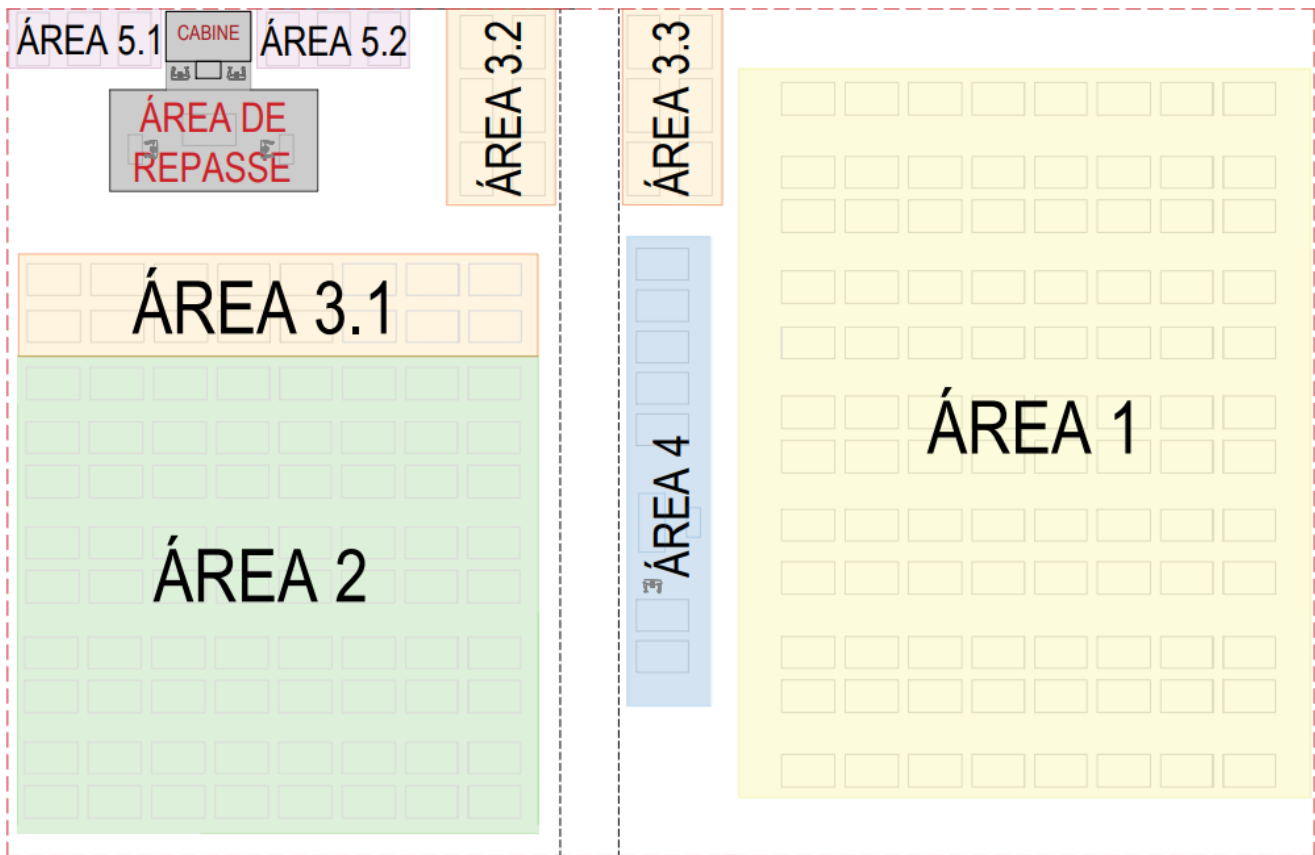 ÁREA 5.1
CABINE
ÁREA 5.2
ÁREA 3.2
ÁREA 3.3
ÁREA DE
REPASSE
ÁREA 3.1
ÁREA 1
ÁREA 4
ÁREA 2